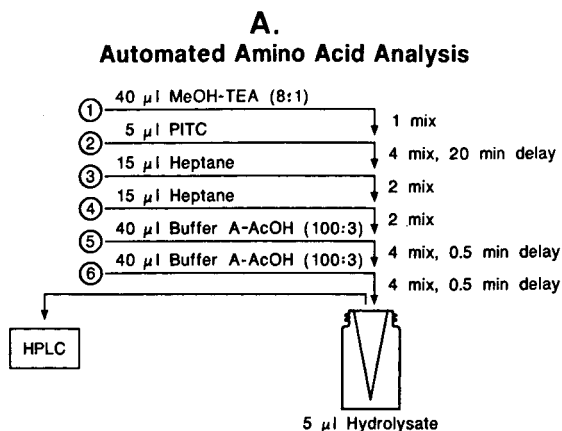 A.
Automated Amino Acid Analysis
40 µl MeOH-TEA (8:1)
1
1 mix
5 µl PITC
2
4 mix, 20 min delay
15 µl Heptane
3
2 mix
15 µl Heptane
4
2 mix
40 µl Buffer A-AcOH (100:3)
5
4 mix, 0.5 min delay
40 µl Buffer A-AcOH (100:3)
6
4 mix, 0.5 min delay
HPLC
5 µl Hydrolysate